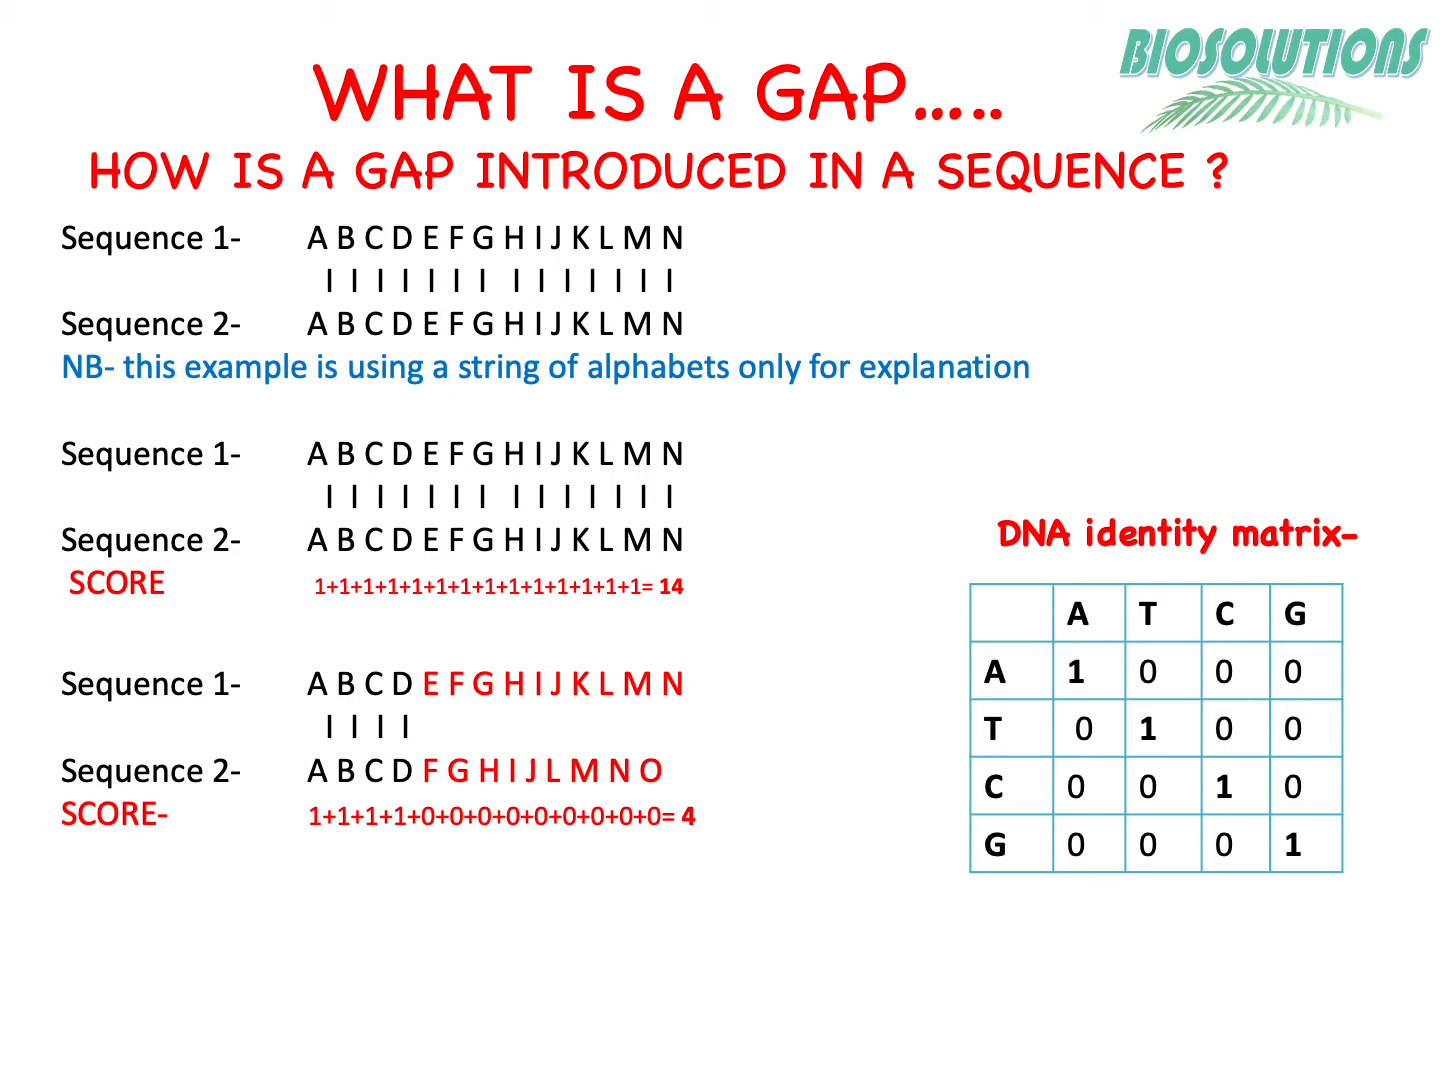 BIOSOLUTIONS
WHAT IS A GAP.....
HOW IS A GAP INTRODUCED IN A SEQUENCE ?
Sequence 1- A B C D E F G H I J K L M N
| | | | | | | | | | | | | |
Sequence 2- A B C D E F G H I J K L M N
NB- this example is using a string of alphabets only for explanation
Sequence 1- A B C D E F G H I J K L M N
| | | | | | | | | | | | | |
Sequence 2- A B C D E F G H I J K L M N
SCORE 1+1+1+1+1+1+1+1+1+1+1+1+1+1= 14
Sequence 1- A B C D E F G H I J K L M N
| | | |
Sequence 2- A B C D F G H I J L M N O
SCORE- 1+1+1+1+0+0+0+0+0+0+0+0+0= 4
DNA identity matrix-
A T C G
A 1 0 0 0
T 0 1 0 0
C 0 0 1 0
G 0 0 0 1